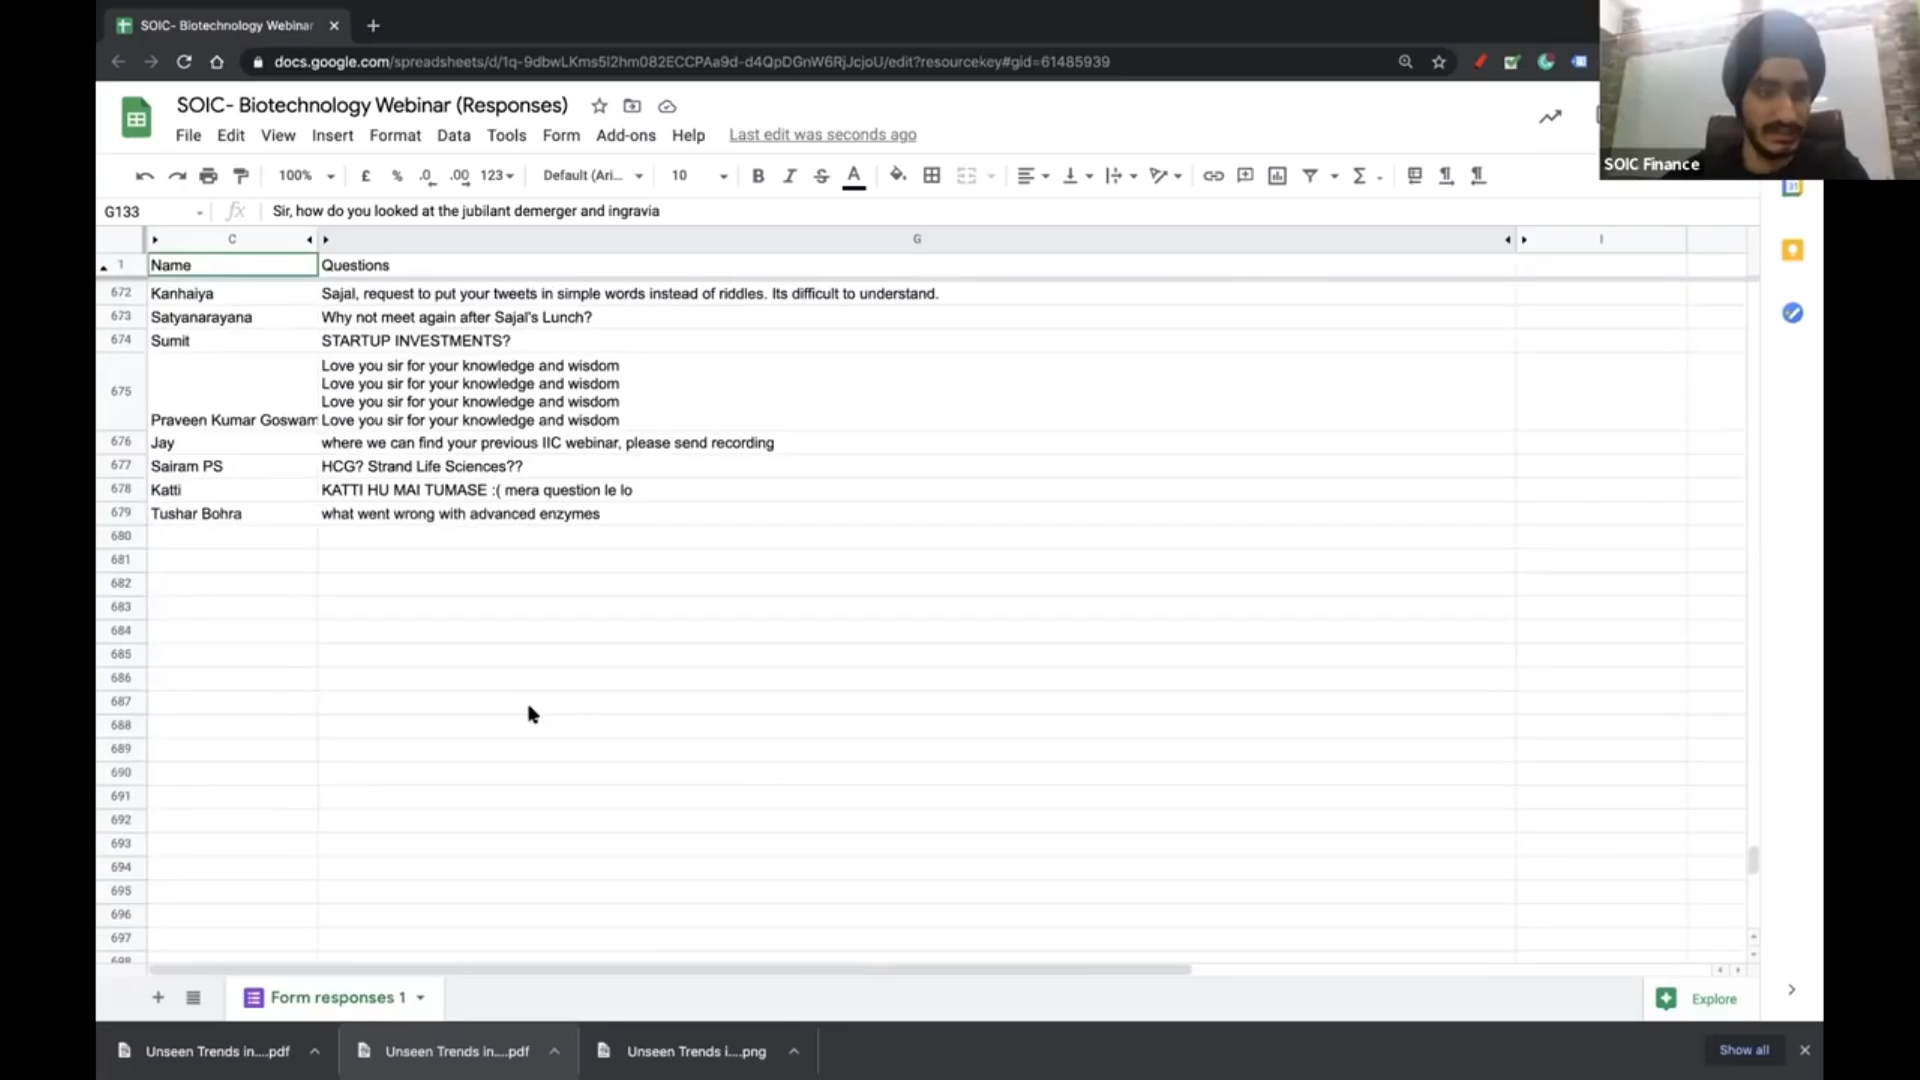 SOIC- Biotechnology Webinar
docs.google.com/spreadsheets/d/1q-9dbwLKms5l2hm082ECCPAa9d-d4QpDGnW6RjJcjoU/edit?resourcekey#gid=61485939
SOIC- Biotechnology Webinar (Responses)
File Edit View Insert Format Data Tools Form Add-ons Help Last edit was seconds ago
SOIC Finance
100% £ % .0 .00 123 Default (Ari... 10 B I S A
G133 fx Sir, how do you looked at the jubilant demerger and ingravia
C G I
1 Name Questions
672 Kanhaiya Sajal, request to put your tweets in simple words instead of riddles. Its difficult to understand.
673 Satyanarayana Why not meet again after Sajal's Lunch?
674 Sumit STARTUP INVESTMENTS?
Love you sir for your knowledge and wisdom
Love you sir for your knowledge and wisdom
675
Love you sir for your knowledge and wisdom
Praveen Kumar Goswam Love you sir for your knowledge and wisdom
676 Jay where we can find your previous IIC webinar, please send recording
677 Sairam PS HCG? Strand Life Sciences??
678 Katti KATTI HU MAI TUMASE :( mera question le lo
679 Tushar Bohra what went wrong with advanced enzymes
680
681
682
683
684
685
686
687
688
689
690
691
692
693
694
695
696
697
698
Form responses 1
Explore
Unseen Trends in....pdf Unseen Trends in....pdf Unseen Trends i....png Show all